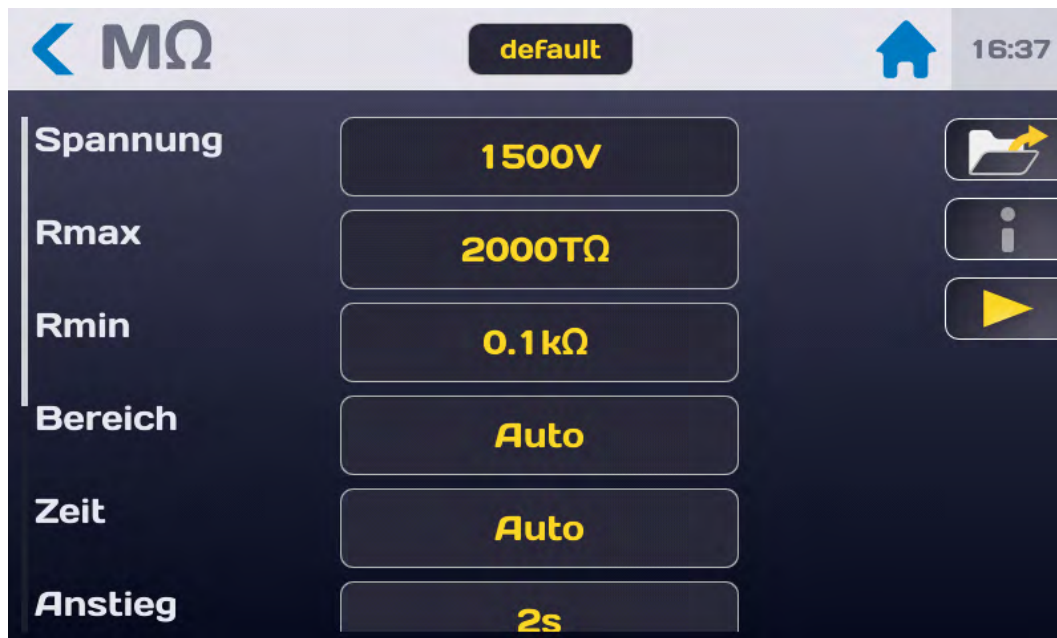 MΩ default 16:37
Spannung 1500V
Rmax 2000TΩ
Rmin 0.1kΩ
Bereich Auto
Zeit Auto
Anstieg 2s